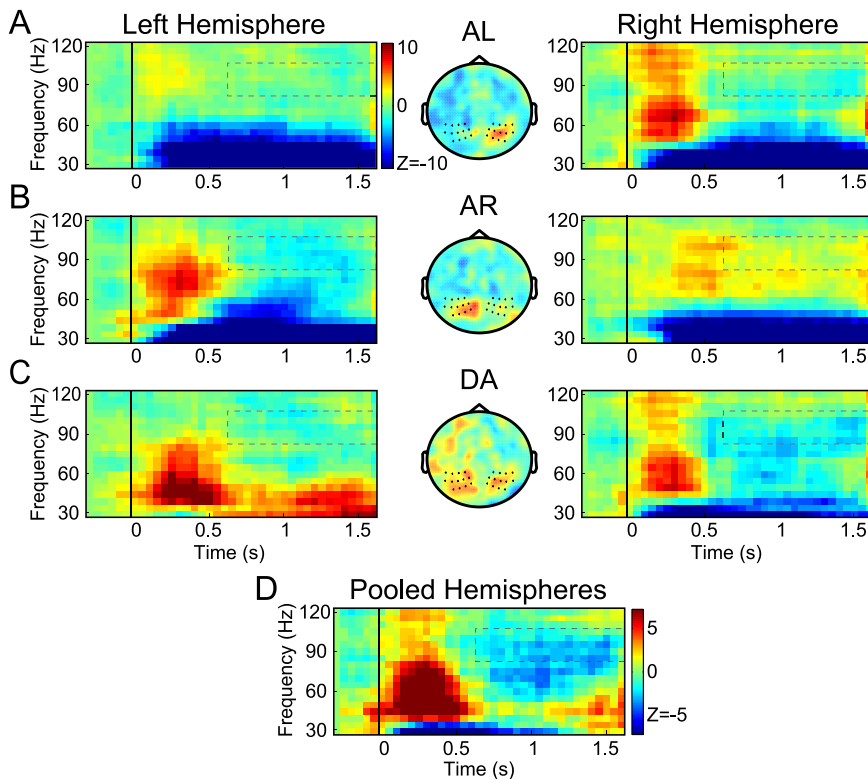 A
Left Hemisphere
AL
Right Hemisphere
Frequency (Hz)
120
90
60
30
10
0
Z=-10
120
90
60
30
0 0.5 1 1.5
0 0.5 1 1.5
B
AR
Frequency (Hz)
120
90
60
30
120
90
60
30
0 0.5 1 1.5
0 0.5 1 1.5
C
DA
Frequency (Hz)
120
90
60
30
120
90
60
30
0 0.5 1 1.5
0 0.5 1 1.5
Time (s)
Time (s)
D
Pooled Hemispheres
Frequency (Hz)
120
90
60
30
5
0
Z=-5
0 0.5 1 1.5
Time (s)